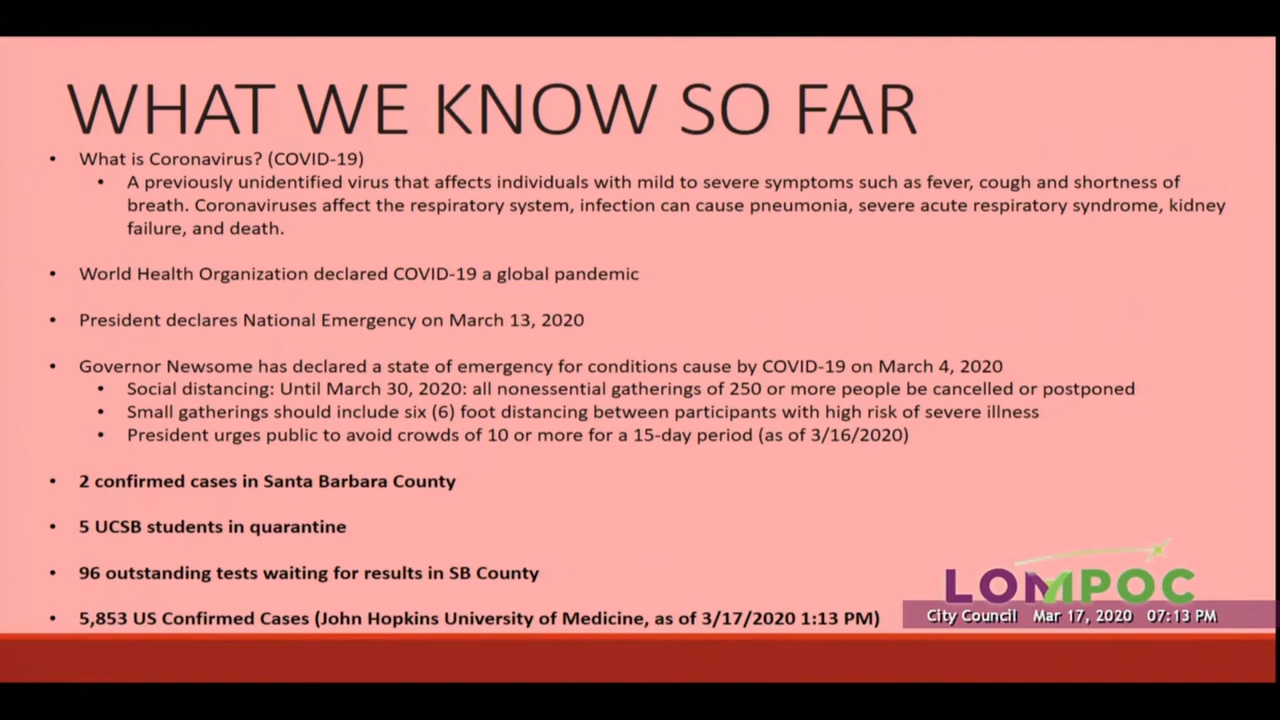 WHAT WE KNOW SO FAR
• What is Coronavirus? (COVID-19)
• A previously unidentified virus that affects individuals with mild to severe symptoms such as fever, cough and shortness of
breath. Coronaviruses affect the respiratory system, infection can cause pneumonia, severe acute respiratory syndrome, kidney
failure, and death.
• World Health Organization declared COVID-19 a global pandemic
• President declares National Emergency on March 13, 2020
• Governor Newsome has declared a state of emergency for conditions cause by COVID-19 on March 4, 2020
• Social distancing: Until March 30, 2020: all nonessential gatherings of 250 or more people be cancelled or postponed
• Small gatherings should include six (6) foot distancing between participants with high risk of severe illness
• President urges public to avoid crowds of 10 or more for a 15-day period (as of 3/16/2020)
• 2 confirmed cases in Santa Barbara County
• 5 UCSB students in quarantine
• 96 outstanding tests waiting for results in SB County
• 5,853 US Confirmed Cases (John Hopkins University of Medicine, as of 3/17/2020 1:13 PM)
LOMPOC
City Council Mar 17, 2020 07:13 PM